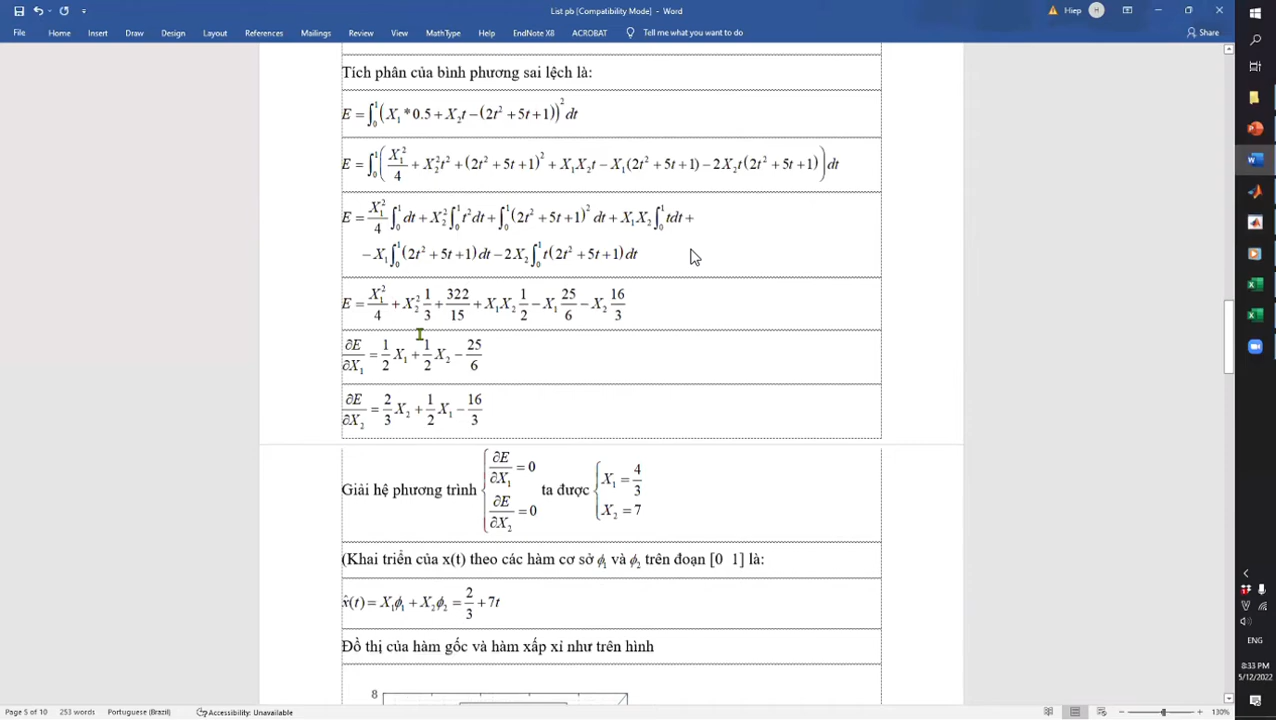 List pb [Compatibility Mode] - Word
Hiep H
File Home Insert Draw Design Layout References Mailings Review View MathType Help EndNote X8 ACROBAT Tell me what you want to do Share
Tích phân của bình phương sai lệch là:
E = ∫₀¹ (X₁ * 0.5 + X₂t − (2t² + 5t + 1))² dt
E = ∫₀¹ (X₁²/4 + X₂²t² + (2t² + 5t + 1)² + X₁X₂t − X₁(2t² + 5t + 1) − 2X₂t(2t² + 5t + 1)) dt
E = X₁²/4 ∫₀¹ dt + X₂² ∫₀¹ t²dt + ∫₀¹ (2t² + 5t + 1)² dt + X₁X₂ ∫₀¹ tdt +
− X₁ ∫₀¹ (2t² + 5t + 1) dt − 2X₂ ∫₀¹ t(2t² + 5t + 1) dt
E = X₁²/4 + X₂² 1/3 + 322/15 + X₁X₂ 1/2 − X₁ 25/6 − X₂ 16/3
∂E/∂X₁ = 1/2 X₁ + 1/2 X₂ − 25/6
∂E/∂X₂ = 2/3 X₂ + 1/2 X₁ − 16/3
Giải hệ phương trình { ∂E/∂X₁ = 0, ∂E/∂X₂ = 0 ta được { X₁ = 4/3, X₂ = 7
(Khai triển của x(t) theo các hàm cơ sở ϕ₁ và ϕ₂ trên đoạn [0 1] là:
x̂(t) = X₁ϕ₁ + X₂ϕ₂ = 2/3 + 7t
Đồ thị của hàm gốc và hàm xấp xỉ như trên hình
8
ENG
8:33 PM
5/12/2022
Page 5 of 10 253 words Portuguese (Brazil) Accessibility: Unavailable 130%